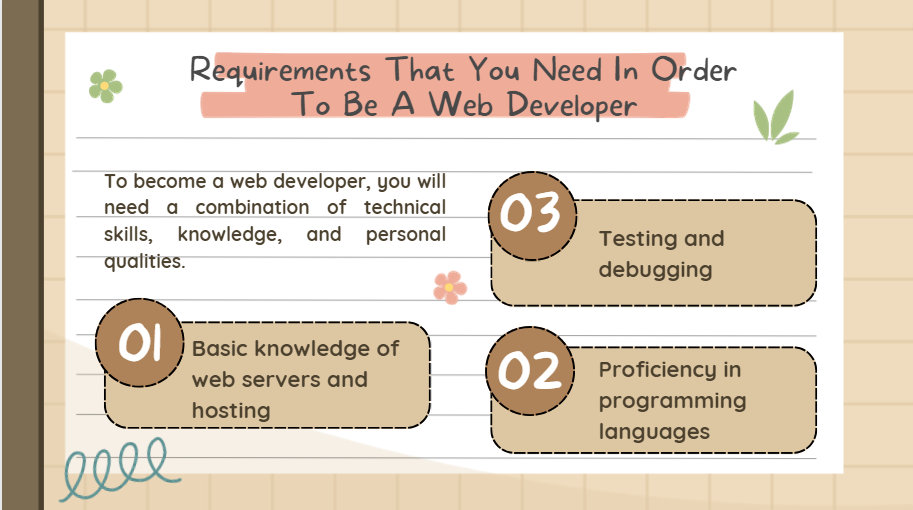 Requirements That You Need In Order
To Be A Web Developer
To become a web developer, you will
need a combination of technical
skills, knowledge, and personal
qualities.
01
Basic knowledge of
web servers and
hosting
03
Testing and
debugging
02
Proficiency in
programming
languages